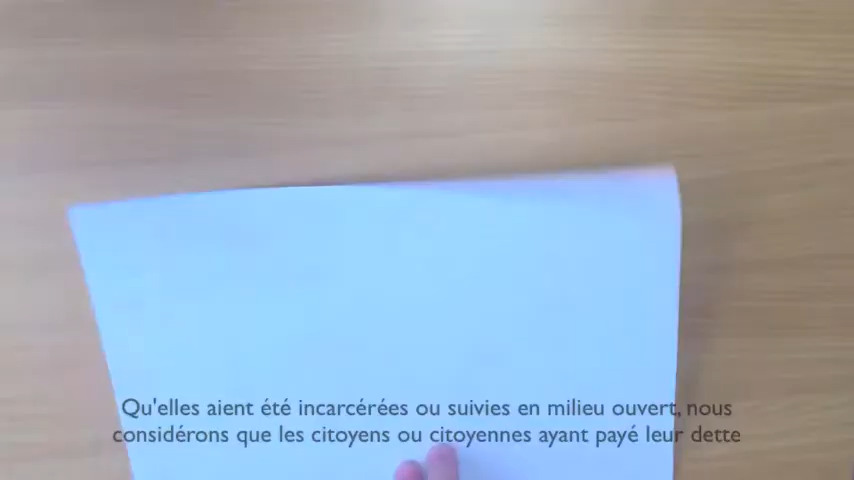 Qu'elles aient été incarcérées ou suivies en milieu ouvert, nous
considérons que les citoyens ou citoyennes ayant payé leur dette